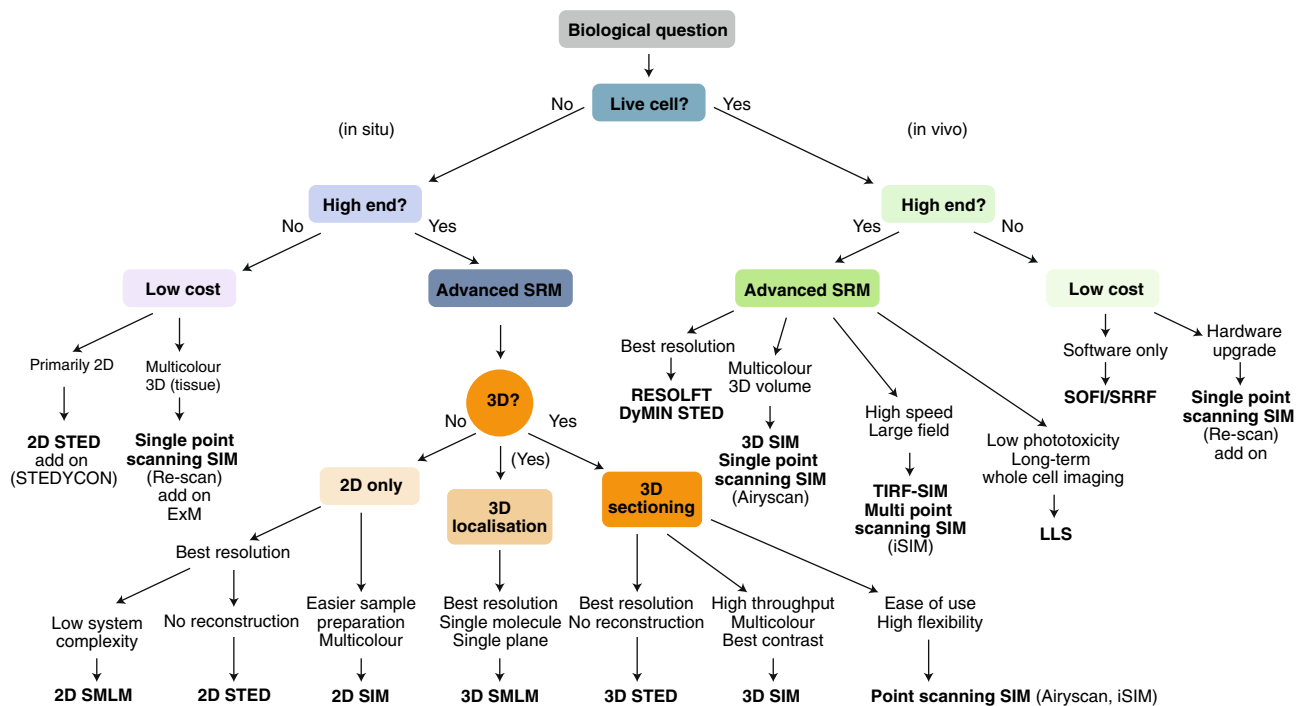 Biological question
Live cell?
No
Yes
(in situ)
(in vivo)
High end?
High end?
No
Yes
Yes
No
Low cost
Advanced SRM
Advanced SRM
Low cost
Primarily 2D
Multicolour
3D (tissue)
2D STED
add on
(STEDYCON)
Single point
scanning SIM
(Re-scan)
add on
ExM
3D?
No
(Yes)
Yes
Best resolution
RESOLFT
DyMIN STED
Multicolour
3D volume
3D SIM
Single point
scanning SIM
(Airyscan)
High speed
Large field
TIRF-SIM
Multi point
scanning SIM
(iSIM)
Low phototoxicity
Long-term
whole cell imaging
LLS
Software only
SOFI/SRRF
Hardware
upgrade
Single point
scanning SIM
(Re-scan)
add on
2D only
3D
localisation
3D
sectioning
Best resolution
Low system
complexity
2D SMLM
No reconstruction
2D STED
Easier sample
preparation
Multicolour
2D SIM
Best resolution
Single molecule
Single plane
3D SMLM
Best resolution
No reconstruction
3D STED
High throughput
Multicolour
Best contrast
3D SIM
Ease of use
High flexibility
Point scanning SIM (Airyscan, iSIM)